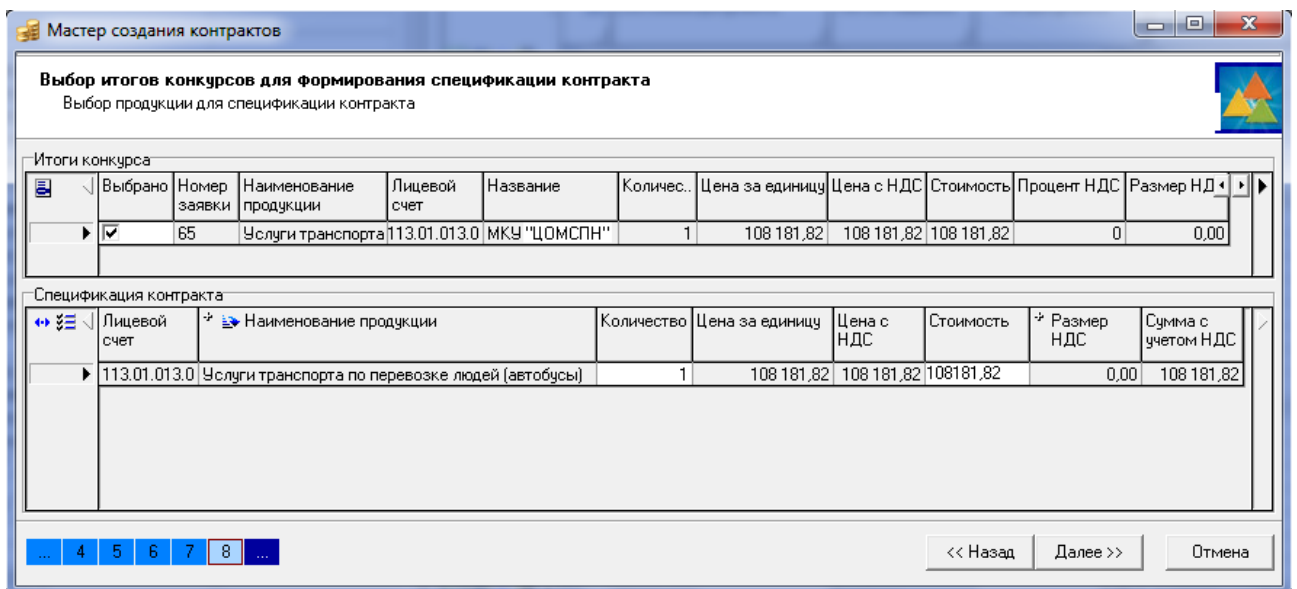 Мастер создания контрактов
Выбор итогов конкурсов для формирования спецификации контракта
Выбор продукции для спецификации контракта
Итоги конкурса
Выбрано Номер заявки Наименование продукции Лицевой счет Название Количес.. Цена за единицу Цена с НДС Стоимость Процент НДС Размер НД
65 Услуги транспорта 113.01.013.0 МКУ "ЦОМСПН" 1 108 181,82 108 181,82 108 181,82 0 0,00
Спецификация контракта
Лицевой счет Наименование продукции Количество Цена за единицу Цена с НДС Стоимость Размер НДС Сумма с учетом НДС
113.01.013.0 Услуги транспорта по перевозке людей (автобусы) 1 108 181,82 108 181,82 108181,82 0,00 108 181,82
... 4 5 6 7 8 ... << Назад Далее >> Отмена